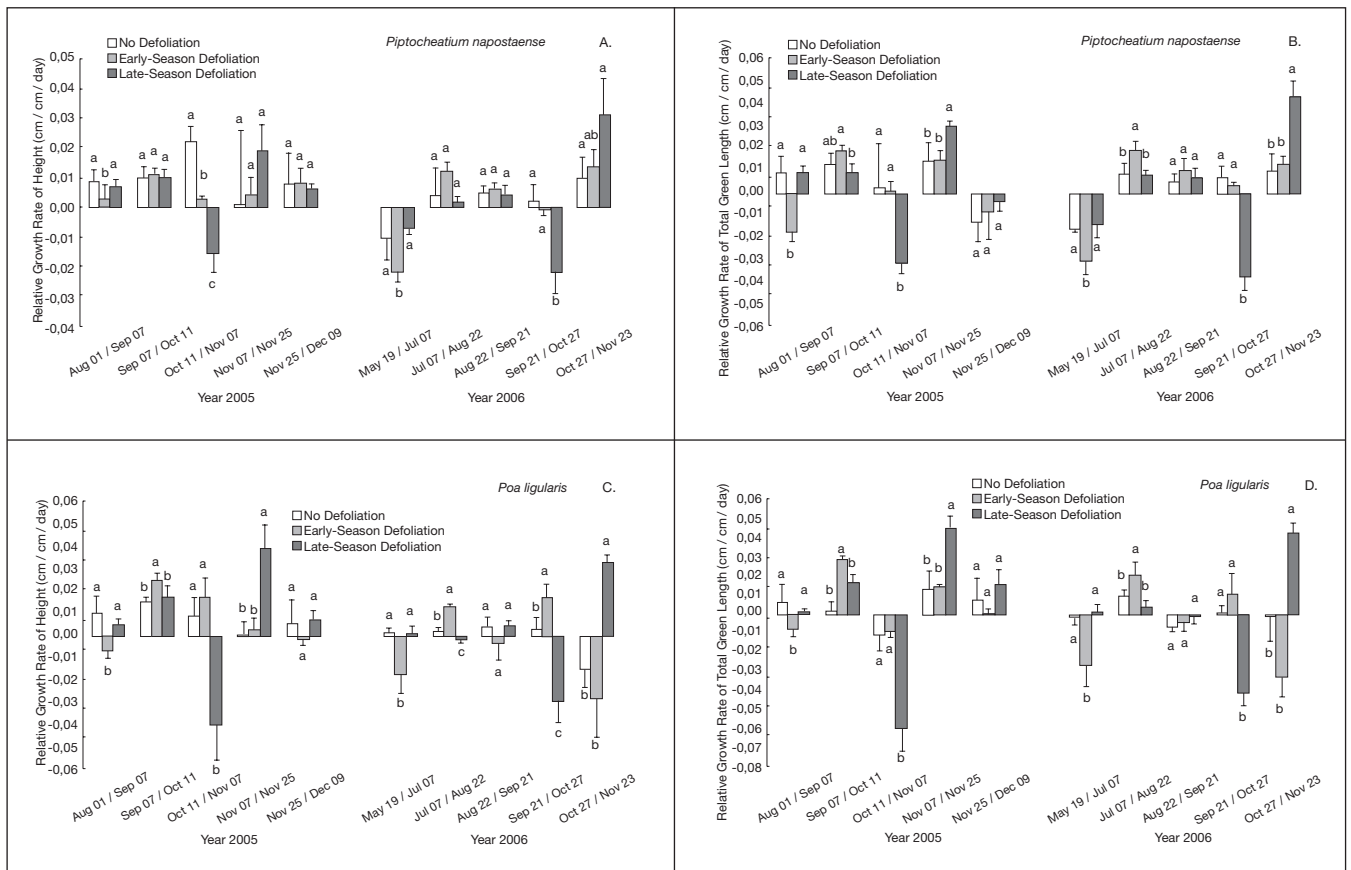 Piptocheatium napostaense A.
No Defoliation
Early-Season Defoliation
Late-Season Defoliation
Relative Growth Rate of Height (cm / cm / day)
0,05
0,04
0,03
0,02
0,01
0,00
-0,01
-0,02
-0,03
-0,04
a b a
a a a
a b c
a a a
a a a
a b a
a a a
a a a
a a b
a ab a
Aug 01 / Sep 07
Sep 07 / Oct 11
Oct 11 / Nov 07
Nov 07 / Nov 25
Nov 25 / Dec 09
May 19 / Jul 07
Jul 07 / Aug 22
Aug 22 / Sep 21
Sep 21 / Oct 27
Oct 27 / Nov 23
Year 2005
Year 2006
Piptocheatium napostaense B.
No Defoliation
Early-Season Defoliation
Late-Season Defoliation
Relative Growth Rate of Total Green Length (cm / cm / day)
0,06
0,05
0,04
0,03
0,02
0,01
0,00
-0,01
-0,02
-0,03
-0,04
-0,05
-0,06
a b a
ab a b
a a b
b b a
a a a
a b a
b a b
a a a
a a b
b b a
Aug 01 / Sep 07
Sep 07 / Oct 11
Oct 11 / Nov 07
Nov 07 / Nov 25
Nov 25 / Dec 09
May 19 / Jul 07
Jul 07 / Aug 22
Aug 22 / Sep 21
Sep 21 / Oct 27
Oct 27 / Nov 23
Year 2005
Year 2006
Poa ligularis C.
No Defoliation
Early-Season Defoliation
Late-Season Defoliation
Relative Growth Rate of Height (cm / cm / day)
0,06
0,05
0,04
0,03
0,02
0,01
0,00
-0,01
-0,02
-0,03
-0,04
-0,05
-0,06
a b a
b a b
a a b
b b a
a a a
a b a
b a c
a a a
b a c
b b a
Aug 01 / Sep 07
Sep 07 / Oct 11
Oct 11 / Nov 07
Nov 07 / Nov 25
Nov 25 / Dec 09
May 19 / Jul 07
Jul 07 / Aug 22
Aug 22 / Sep 21
Sep 21 / Oct 27
Oct 27 / Nov 23
Year 2005
Year 2006
Poa ligularis D.
No Defoliation
Early-Season Defoliation
Late-Season Defoliation
Relative Growth Rate of Total Green Length (cm / cm / day)
0,06
0,05
0,04
0,03
0,02
0,01
0,00
-0,01
-0,02
-0,03
-0,04
-0,05
-0,06
-0,07
-0,08
a b a
b a b
a a b
b b a
a a a
a b a
b a b
a a a
a a b
b b a
Aug 01 / Sep 07
Sep 07 / Oct 11
Oct 11 / Nov 07
Nov 07 / Nov 25
Nov 25 / Dec 09
May 19 / Jul 07
Jul 07 / Aug 22
Aug 22 / Sep 21
Sep 21 / Oct 27
Oct 27 / Nov 23
Year 2005
Year 2006